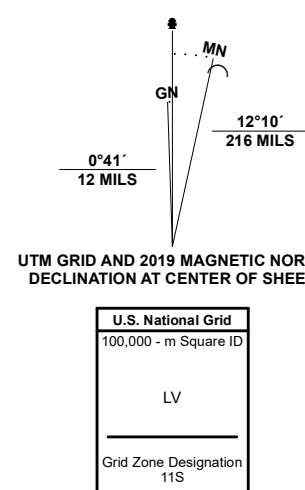 MN
GN
12°10´
216 MILS
0°41´
12 MILS
UTM GRID AND 2019 MAGNETIC NOR
DECLINATION AT CENTER OF SHEE
U.S. National Grid
100,000 - m Square ID
LV
Grid Zone Designation
11S